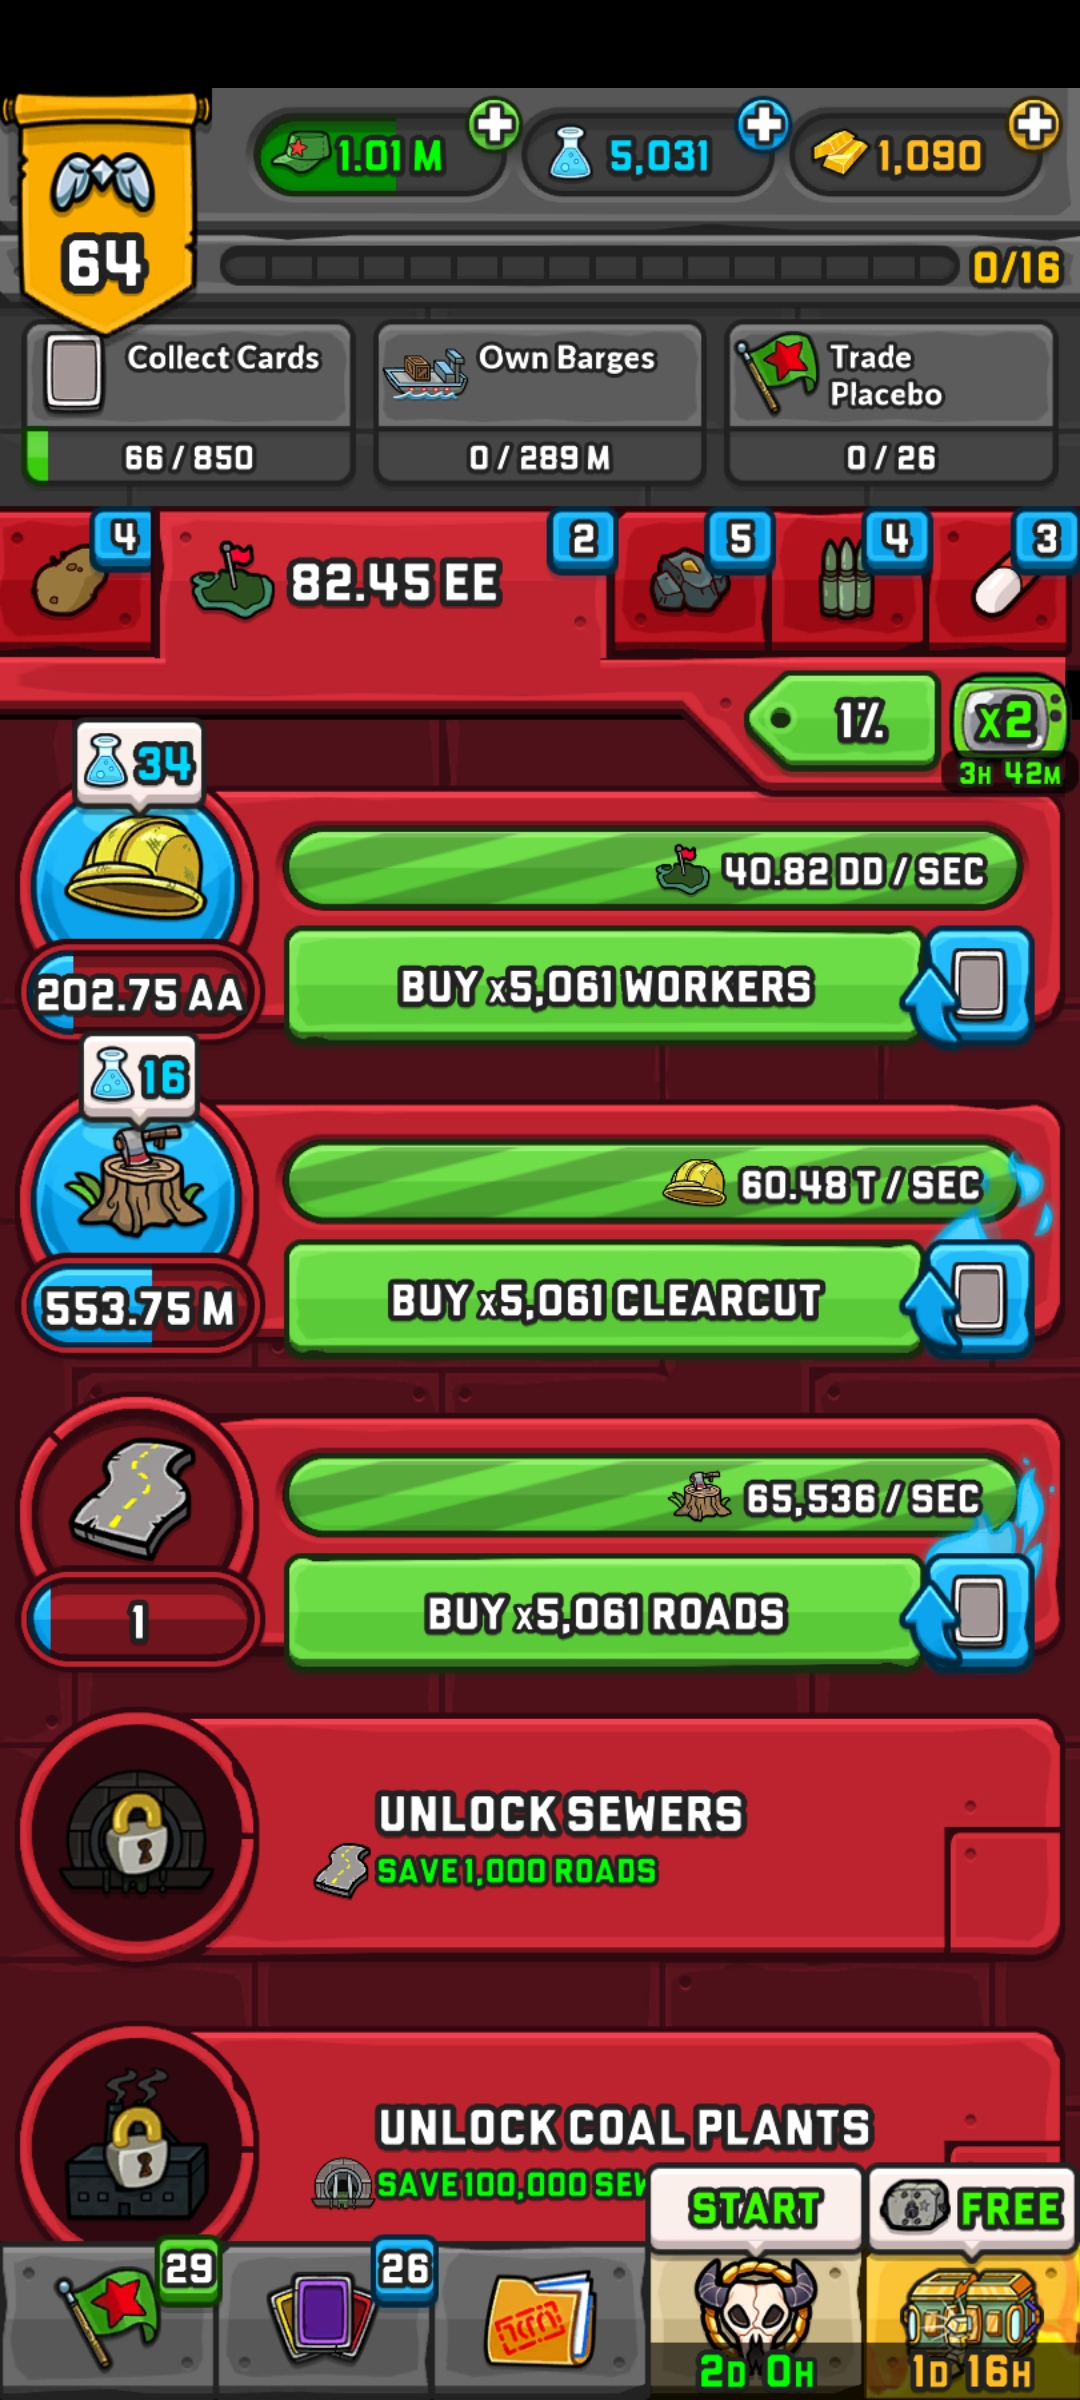 64
1.01 M
5,031
1,090
0/16
Collect Cards
66 / 850
Own Barges
0 / 289 M
Trade
Placebo
0 / 26
4
82.45 EE
2
5
4
3
1%
x2
3H 42M
34
40.82 DD / SEC
202.75 AA
BUY x5,061 WORKERS
16
60.48 T / SEC
553.75 M
BUY x5,061 CLEARCUT
65,536 / SEC
1
BUY x5,061 ROADS
UNLOCK SEWERS
SAVE 1,000 ROADS
UNLOCK COAL PLANTS
SAVE 100,000 SEW
START
FREE
29
26
2D 0H
1D 16H